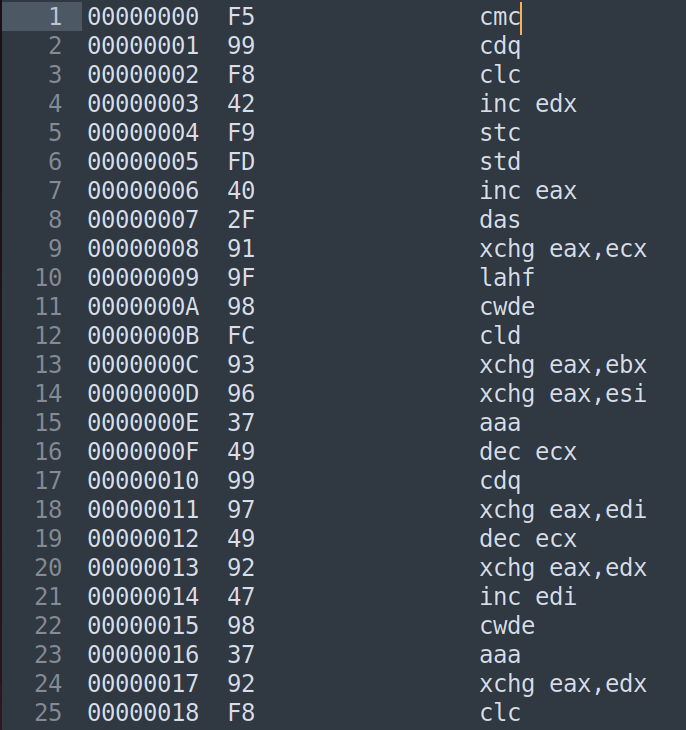 1 00000000 F5 cmc
2 00000001 99 cdq
3 00000002 F8 clc
4 00000003 42 inc edx
5 00000004 F9 stc
6 00000005 FD std
7 00000006 40 inc eax
8 00000007 2F das
9 00000008 91 xchg eax,ecx
10 00000009 9F lahf
11 0000000A 98 cwde
12 0000000B FC cld
13 0000000C 93 xchg eax,ebx
14 0000000D 96 xchg eax,esi
15 0000000E 37 aaa
16 0000000F 49 dec ecx
17 00000010 99 cdq
18 00000011 97 xchg eax,edi
19 00000012 49 dec ecx
20 00000013 92 xchg eax,edx
21 00000014 47 inc edi
22 00000015 98 cwde
23 00000016 37 aaa
24 00000017 92 xchg eax,edx
25 00000018 F8 clc